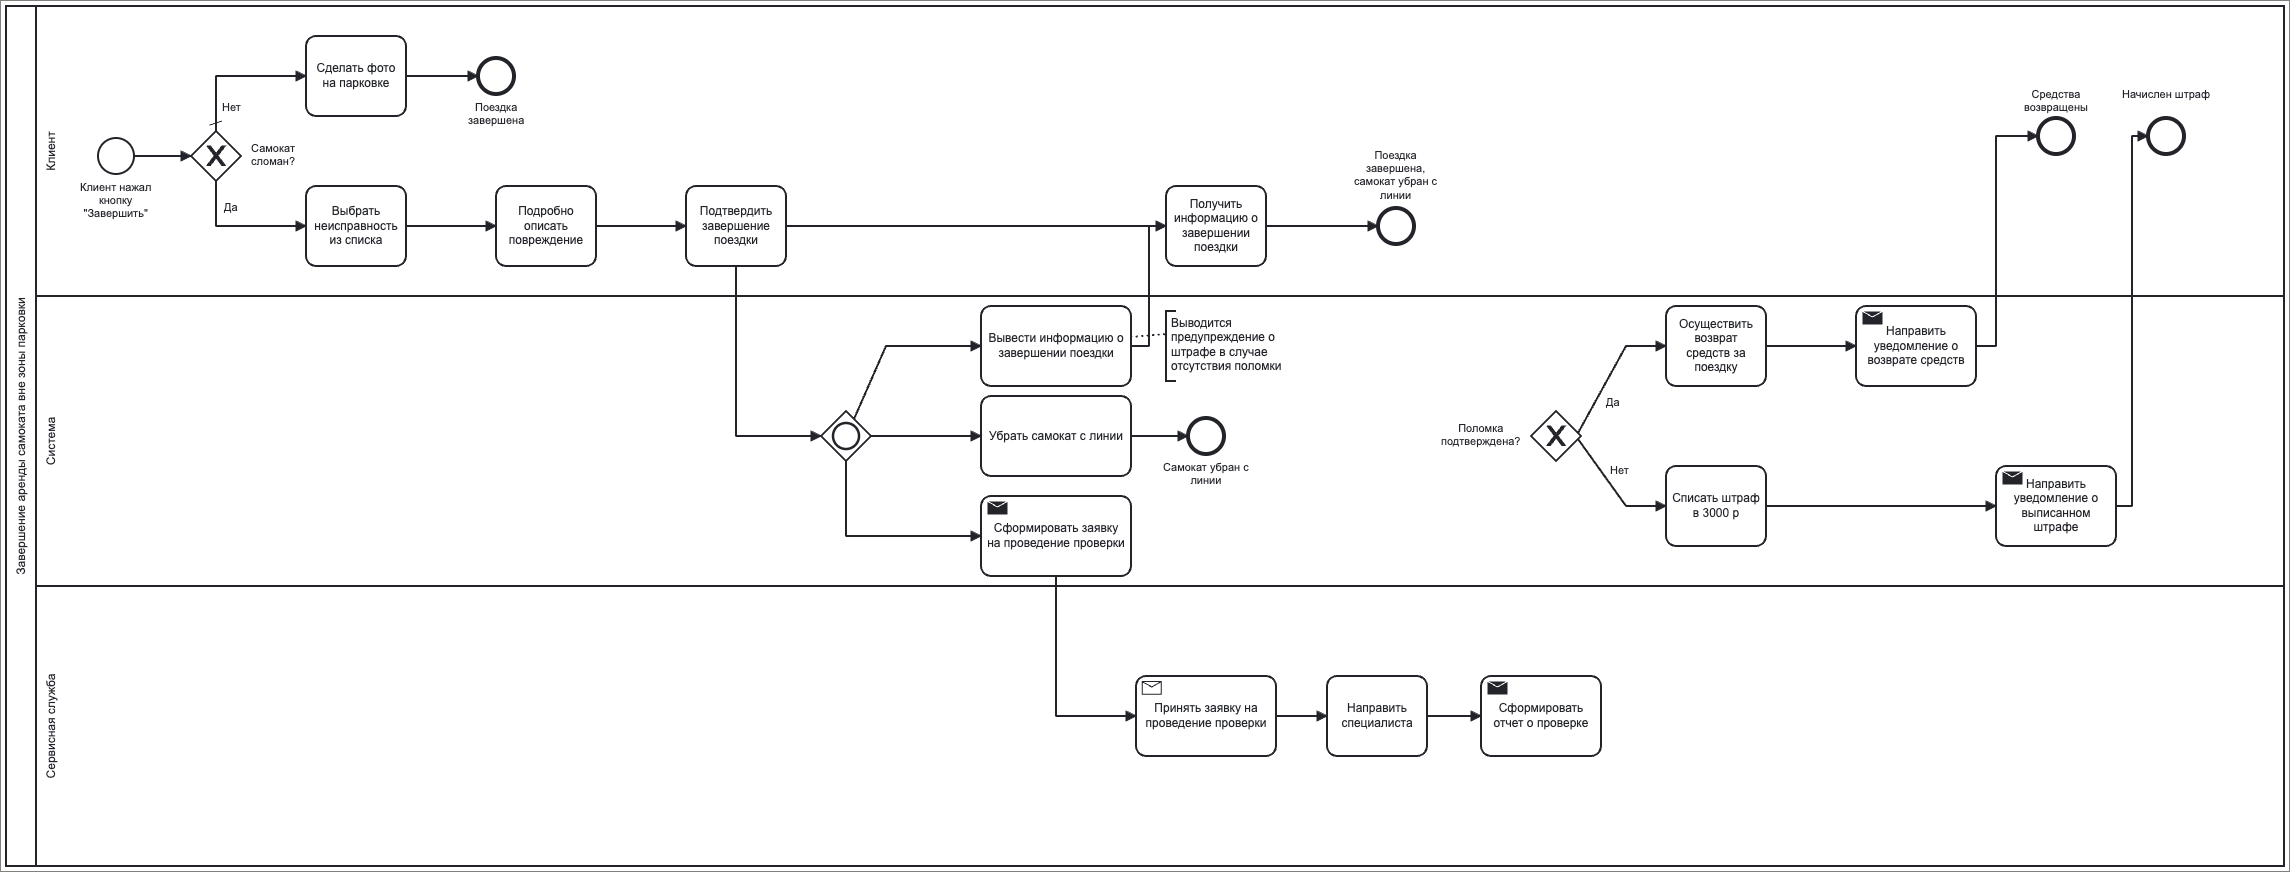 Завершение аренды самоката вне зоны парковки
Клиент
Клиент нажал
кнопку
"Завершить"
Самокат
сломан?
Нет
Да
Сделать фото
на парковке
Поездка
завершена
Выбрать
неисправность
из списка
Подробно
описать
повреждение
Подтвердить
завершение
поездки
Получить
информацию о
завершении
поездки
Поездка
завершена,
самокат убран с
линии
Средства
возвращены
Начислен штраф
Система
Вывести информацию о
завершении поездки
Выводится
предупреждение о
штрафе в случае
отсутствия поломки
Убрать самокат с линии
Самокат убран с
линии
Сформировать заявку
на проведение проверки
Поломка
подтверждена?
Да
Нет
Осуществить
возврат
средств за
поездку
Направить
уведомление о
возврате средств
Списать штраф
в 3000 р
Направить
уведомление о
выписанном
штрафе
Сервисная служба
Принять заявку на
проведение проверки
Направить
специалиста
Сформировать
отчет о проверке